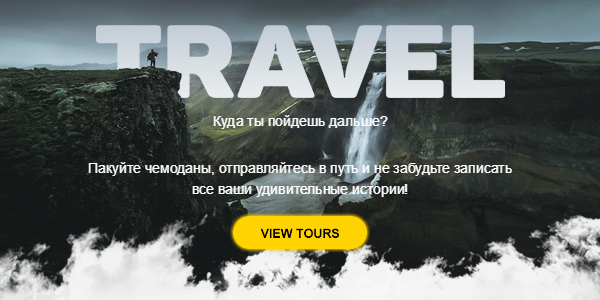 TRAVEL
Куда ты пойдешь дальше?
Пакуйте чемоданы, отправляйтесь в путь и не забудьте записать
все ваши удивительные истории!
VIEW TOURS